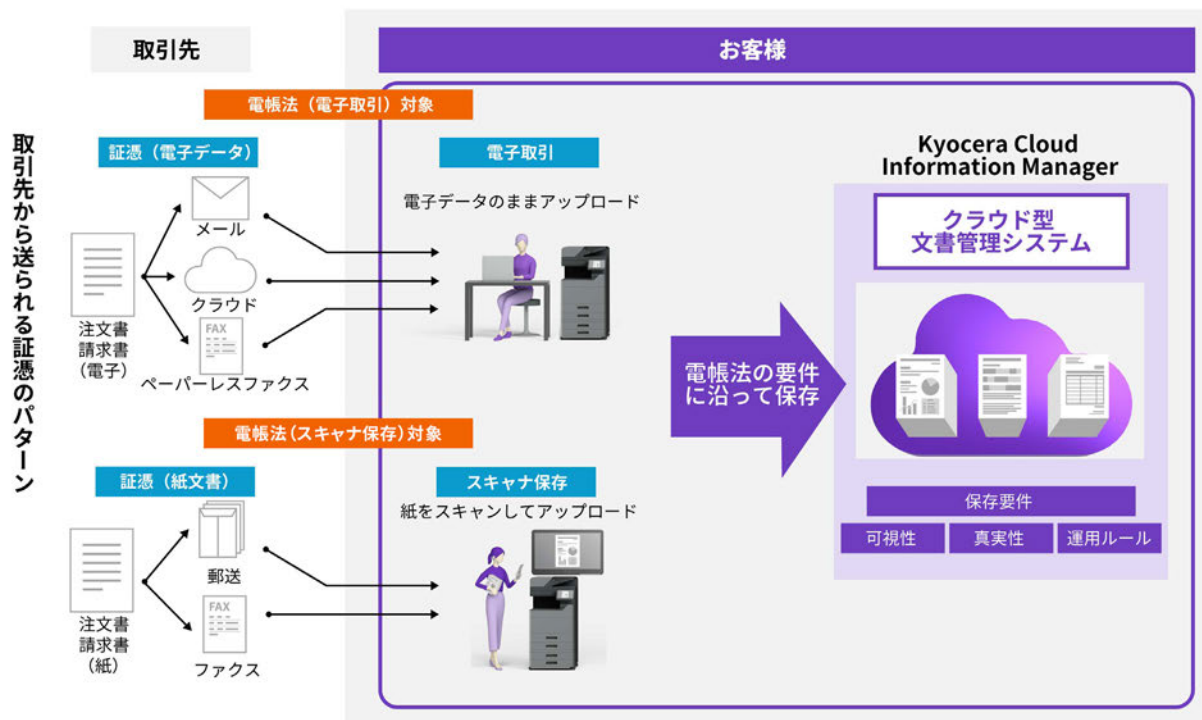 取引先
お客様
取引先から送られる証憑のパターン
電帳法（電子取引）対象
証憑（電子データ）
注文書
請求書
（電子）
メール
クラウド
FAX
ペーパーレスファクス
電子取引
電子データのままアップロード
電帳法（スキャナ保存）対象
証憑（紙文書）
注文書
請求書
（紙）
郵送
FAX
ファクス
スキャナ保存
紙をスキャンしてアップロード
電帳法の要件
に沿って保存
Kyocera Cloud
Information Manager
クラウド型
文書管理システム
保存要件
可視性
真実性
運用ルール